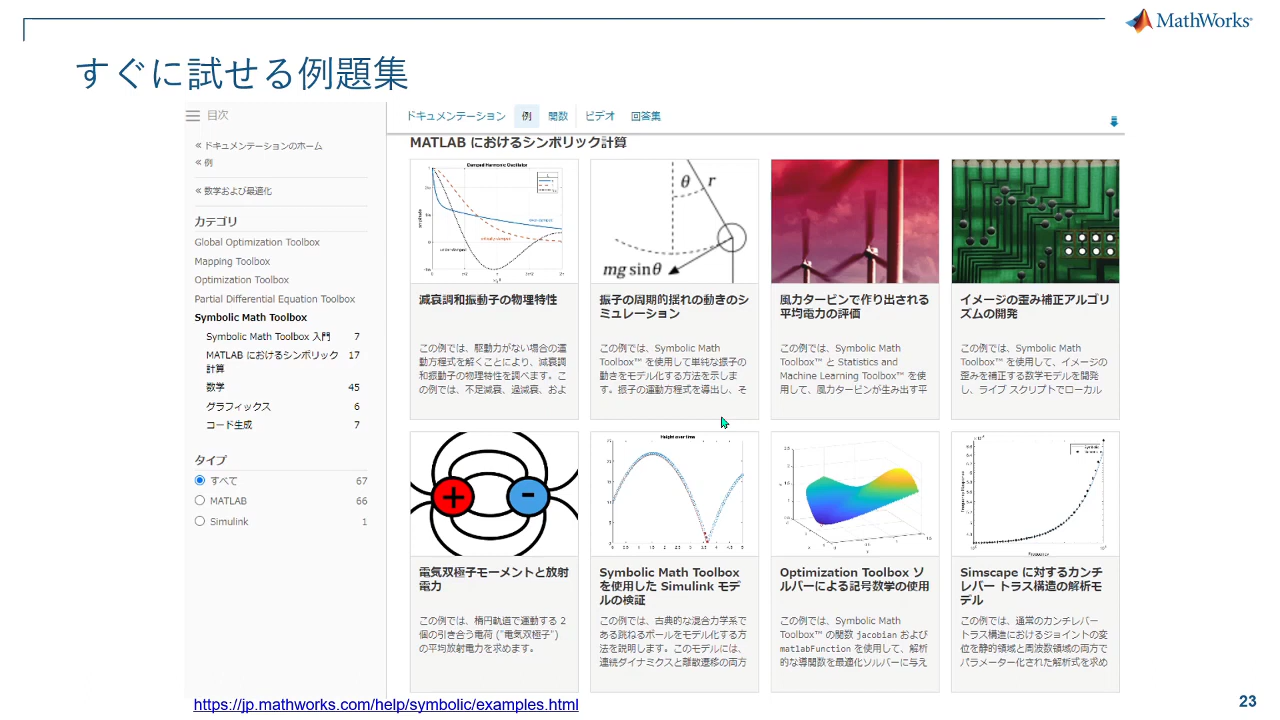 MathWorks®
すぐに試せる例題集
目次
« ドキュメンテーションのホーム
« 例
« 数学および最適化
カテゴリ
Global Optimization Toolbox
Mapping Toolbox
Optimization Toolbox
Partial Differential Equation Toolbox
Symbolic Math Toolbox
Symbolic Math Toolbox 入門 7
MATLAB におけるシンボリック 17
計算
数学 45
グラフィックス 6
コード生成 7
タイプ
すべて 67
MATLAB 66
Simulink 1
ドキュメンテーション 例 関数 ビデオ 回答集
MATLAB におけるシンボリック計算
Damped Harmonic Oscillator
減衰調和振動子の物理特性
この例では、駆動力がない場合の運
動方程式を解くことにより、減衰調
和振動子の物理特性を調べます。こ
の例では、不足減衰、過減衰、およ
θ r
mg sinθ
振子の周期的揺れの動きのシ
ミュレーション
この例では、Symbolic Math
Toolbox™ を使用して単純な振子の
動きをモデル化する方法を示しま
す。振子の運動方程式を導出し、そ
風力タービンで作り出される
平均電力の評価
この例では、Symbolic Math
Toolbox™ と Statistics and
Machine Learning Toolbox™ を使
用して、風力タービンが生み出す平
イメージの歪み補正アルゴリ
ズムの開発
この例では、Symbolic Math
Toolbox™ を使用して、イメージの
歪みを補正する数学モデルを開発
し、ライブ スクリプトでローカル
+ -
電気双極子モーメントと放射
電力
この例では、楕円軌道で運動する 2
個の引き合う電荷 ("電気双極子")
の平均放射電力を求めます。
Height over time
Symbolic Math Toolbox
を使用した Simulink モデ
ルの検証
この例では、古典的な混合力学系で
ある跳ねるボールをモデル化する方
法を説明します。このモデルには、
連続ダイナミクスと離散遷移の両方
Optimization Toolbox ソ
ルバーによる記号数学の使用
この例では、Symbolic Math
Toolbox™ の関数 jacobian および
matlabFunction を使用して、解析
的な導関数を最適化ソルバーに与え
Frequency
Simscape に対するカンチ
レバー トラス構造の解析モ
デル
この例では、通常のカンチレバー
トラス構造におけるジョイントの変
位を静的領域と周波数領域の両方で
パラメーター化された解析式を求め
https://jp.mathworks.com/help/symbolic/examples.html
23